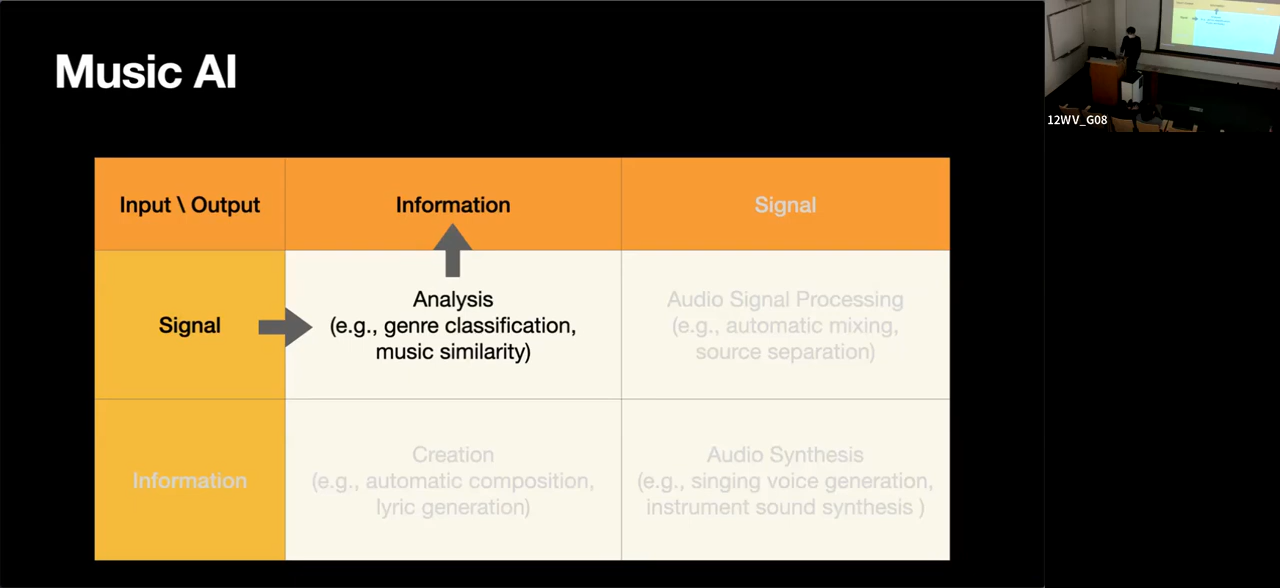 Music AI
12WV_G08
Input \ Output
Information
Signal
Signal
Analysis
(e.g., genre classification,
music similarity)
Audio Signal Processing
(e.g., automatic mixing,
source separation)
Information
Creation
(e.g., automatic composition,
lyric generation)
Audio Synthesis
(e.g., singing voice generation,
instrument sound synthesis )